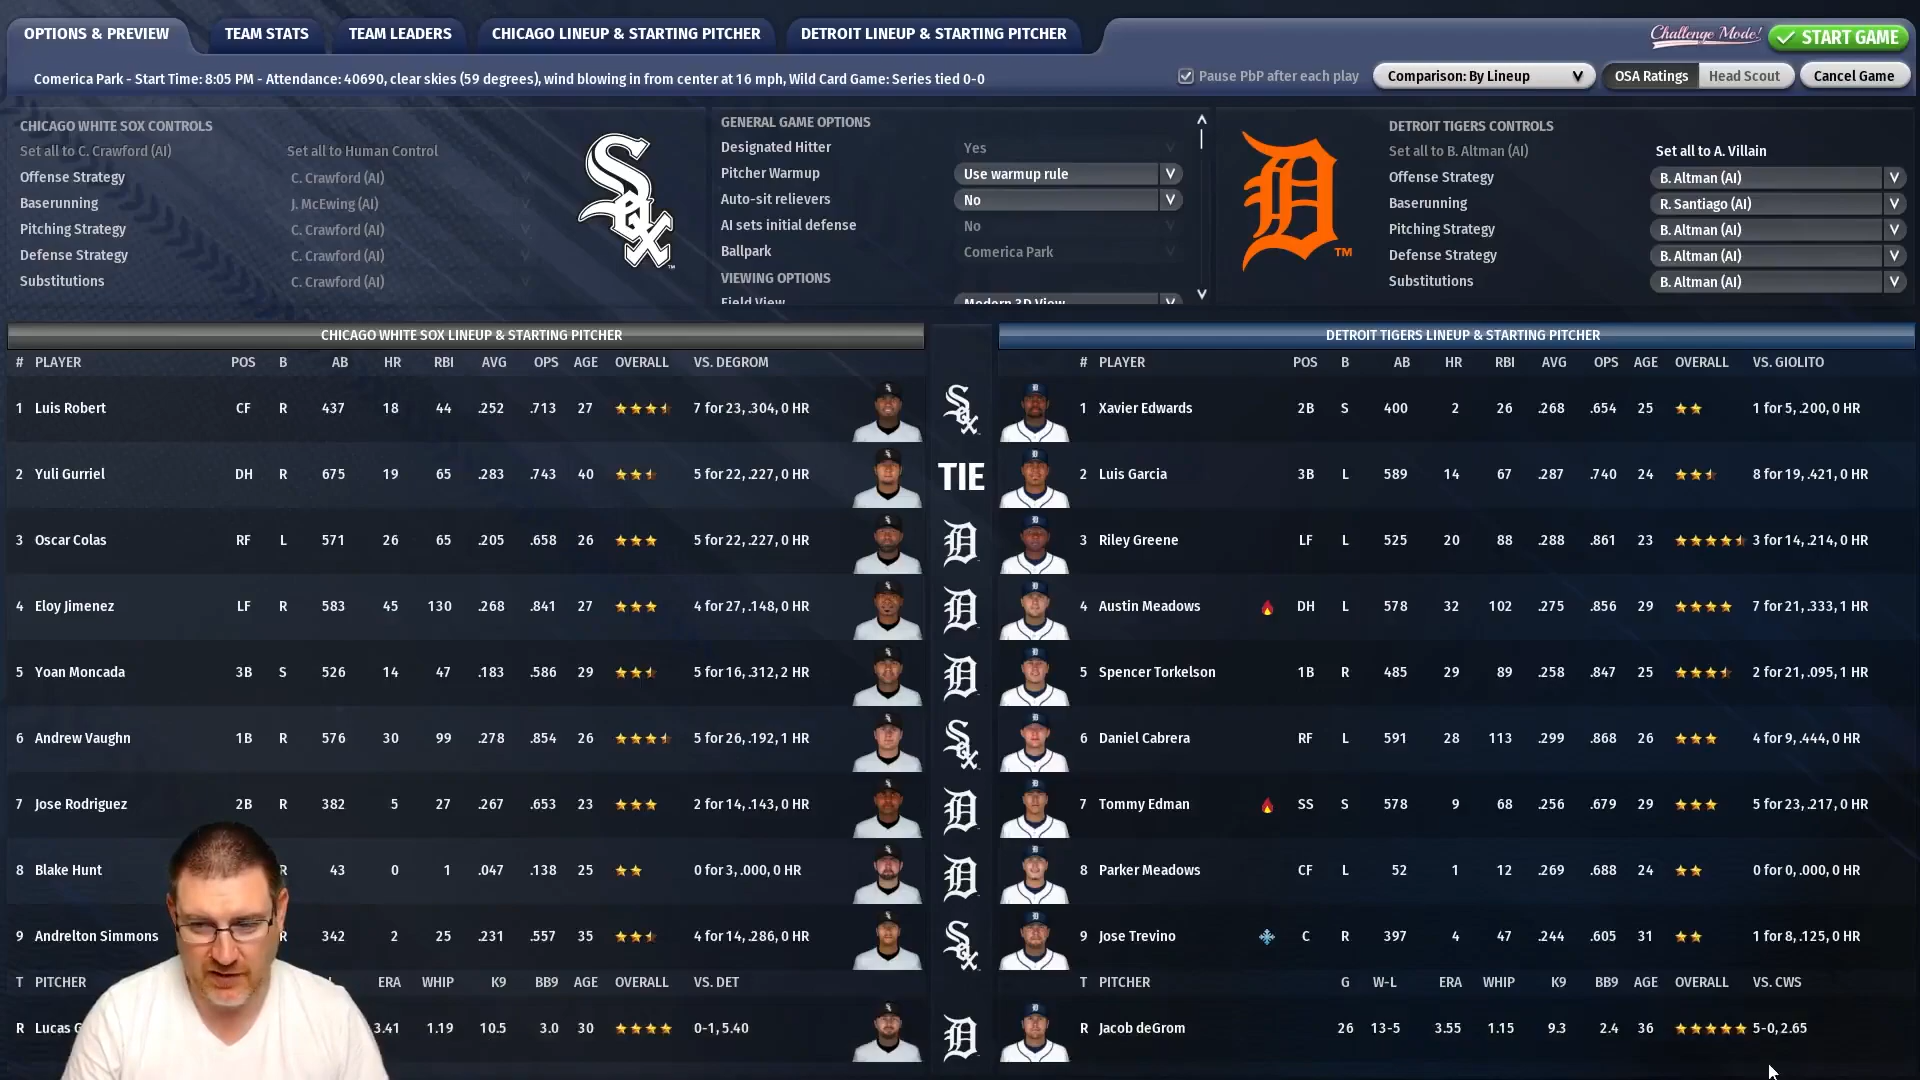 OPTIONS & PREVIEW TEAM STATS TEAM LEADERS CHICAGO LINEUP & STARTING PITCHER DETROIT LINEUP & STARTING PITCHER Challenge Mode! START GAME
Comerica Park - Start Time: 8:05 PM - Attendance: 40690, clear skies (59 degrees), wind blowing in from center at 16 mph, Wild Card Game: Series tied 0-0 Pause PbP after each play Comparison: By Lineup OSA Ratings Head Scout Cancel Game
CHICAGO WHITE SOX CONTROLS
Set all to C. Crawford (AI) Set all to Human Control
Offense Strategy C. Crawford (AI)
Baserunning J. McEwing (AI)
Pitching Strategy C. Crawford (AI)
Defense Strategy C. Crawford (AI)
Substitutions C. Crawford (AI)
Sox TM
GENERAL GAME OPTIONS
Designated Hitter Yes
Pitcher Warmup Use warmup rule
Auto-sit relievers No
AI sets initial defense No
Ballpark Comerica Park
VIEWING OPTIONS
Field View Modern 3D View
D TM
DETROIT TIGERS CONTROLS
Set all to B. Altman (AI) Set all to A. Villain
Offense Strategy B. Altman (AI)
Baserunning R. Santiago (AI)
Pitching Strategy B. Altman (AI)
Defense Strategy B. Altman (AI)
Substitutions B. Altman (AI)
CHICAGO WHITE SOX LINEUP & STARTING PITCHER
# PLAYER POS B AB HR RBI AVG OPS AGE OVERALL VS. DEGROM
1 Luis Robert CF R 437 18 44 .252 .713 27 7 for 23, .304, 0 HR
2 Yuli Gurriel DH R 675 19 65 .283 .743 40 5 for 22, .227, 0 HR
3 Oscar Colas RF L 571 26 65 .205 .658 26 5 for 22, .227, 0 HR
4 Eloy Jimenez LF R 583 45 130 .268 .841 27 4 for 27, .148, 0 HR
5 Yoan Moncada 3B S 526 14 47 .183 .586 29 5 for 16, .312, 2 HR
6 Andrew Vaughn 1B R 576 30 99 .278 .854 26 5 for 26, .192, 1 HR
7 Jose Rodriguez 2B R 382 5 27 .267 .653 23 2 for 14, .143, 0 HR
8 Blake Hunt R 43 0 1 .047 .138 25 0 for 3, .000, 0 HR
9 Andrelton Simmons R 342 2 25 .231 .557 35 4 for 14, .286, 0 HR
T PITCHER ERA WHIP K9 BB9 AGE OVERALL VS. DET
R Lucas 3.41 1.19 10.5 3.0 30 0-1, 5.40
Sox
TIE
D
D
D
Sox
D
D
Sox
D
DETROIT TIGERS LINEUP & STARTING PITCHER
# PLAYER POS B AB HR RBI AVG OPS AGE OVERALL VS. GIOLITO
1 Xavier Edwards 2B S 400 2 26 .268 .654 25 1 for 5, .200, 0 HR
2 Luis Garcia 3B L 589 14 67 .287 .740 24 8 for 19, .421, 0 HR
3 Riley Greene LF L 525 20 88 .288 .861 23 3 for 14, .214, 0 HR
4 Austin Meadows DH L 578 32 102 .275 .856 29 7 for 21, .333, 1 HR
5 Spencer Torkelson 1B R 485 29 89 .258 .847 25 2 for 21, .095, 1 HR
6 Daniel Cabrera RF L 591 28 113 .299 .868 26 4 for 9, .444, 0 HR
7 Tommy Edman SS S 578 9 68 .256 .679 29 5 for 23, .217, 0 HR
8 Parker Meadows CF L 52 1 12 .269 .688 24 0 for 0, .000, 0 HR
9 Jose Trevino C R 397 4 47 .244 .605 31 1 for 8, .125, 0 HR
T PITCHER G W-L ERA WHIP K9 BB9 AGE OVERALL VS. CWS
R Jacob deGrom 26 13-5 3.55 1.15 9.3 2.4 36 5-0, 2.65